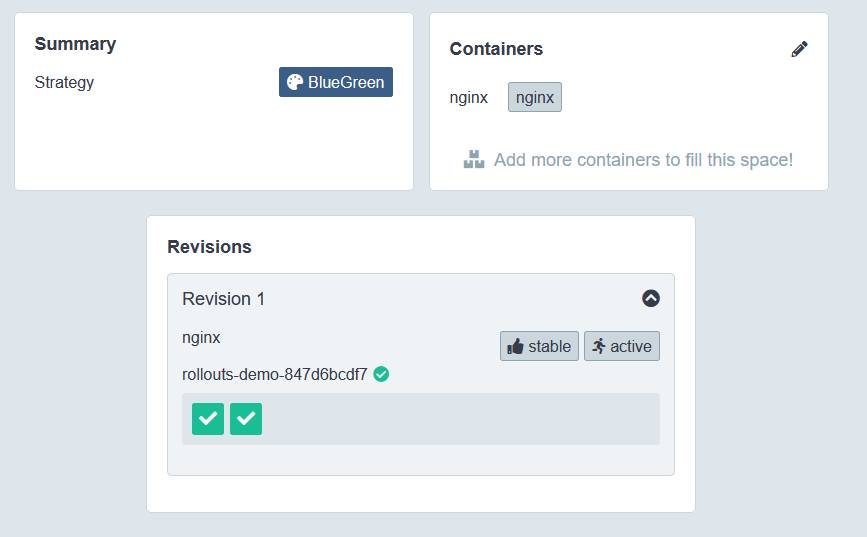 Summary
Strategy
BlueGreen
Containers
nginx
nginx
Add more containers to fill this space!
Revisions
Revision 1
nginx
stable
active
rollouts-demo-847d6bcdf7